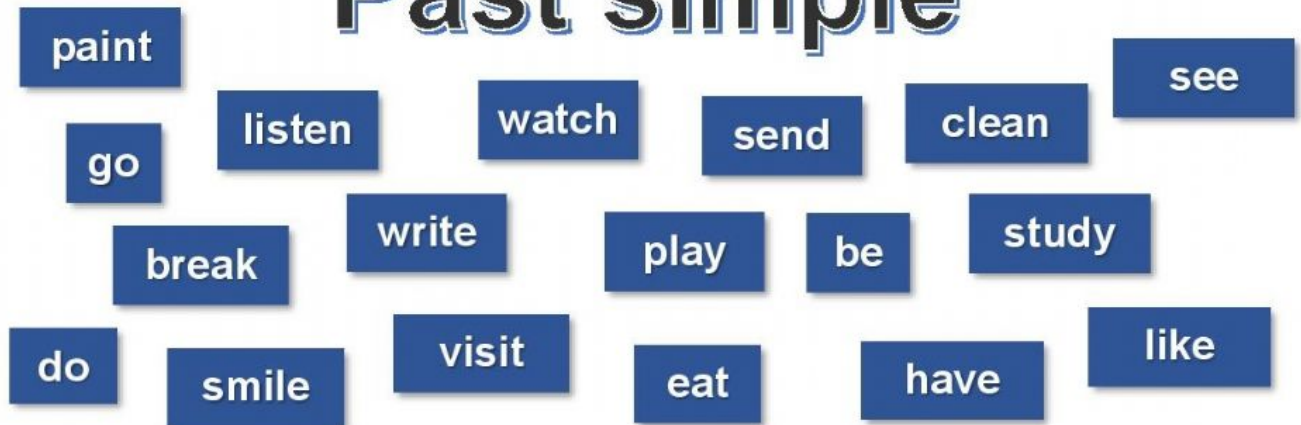 Past simple
paint
see
listen
watch
send
clean
go
write
play
be
study
break
do
smile
visit
eat
have
like